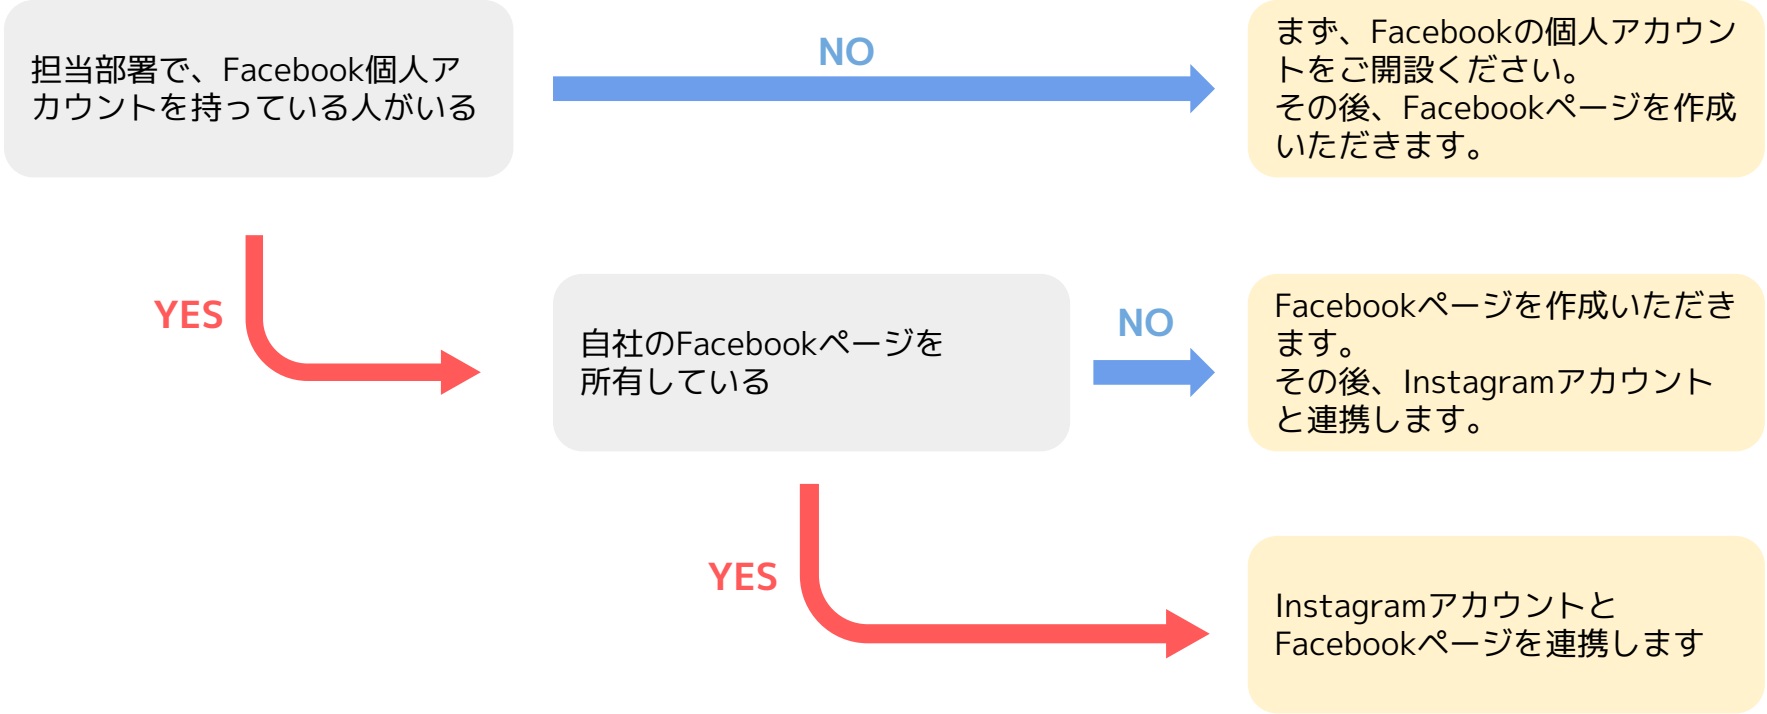 担当部署で、Facebook個人ア
カウントを持っている人がいる
NO
まず、Facebookの個人アカウン
トをご開設ください。
その後、Facebookページを作成
いただきます。
YES
自社のFacebookページを
所有している
NO
Facebookページを作成いただき
ます。
その後、Instagramアカウント
と連携します。
YES
Instagramアカウントと
Facebookページを連携します